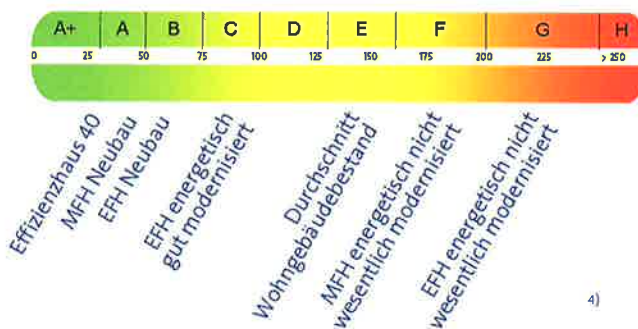 A+ A B C D E F G H
0 25 50 75 100 125 150 175 200 225 > 250
Effizienzhaus 40
MFH Neubau
EFH Neubau
EFH energetisch
gut modernisiert
Durchschnitt
Wohngebäudebestand
MFH energetisch nicht
wesentlich modernisiert
EFH energetisch nicht
wesentlich modernisiert
4)